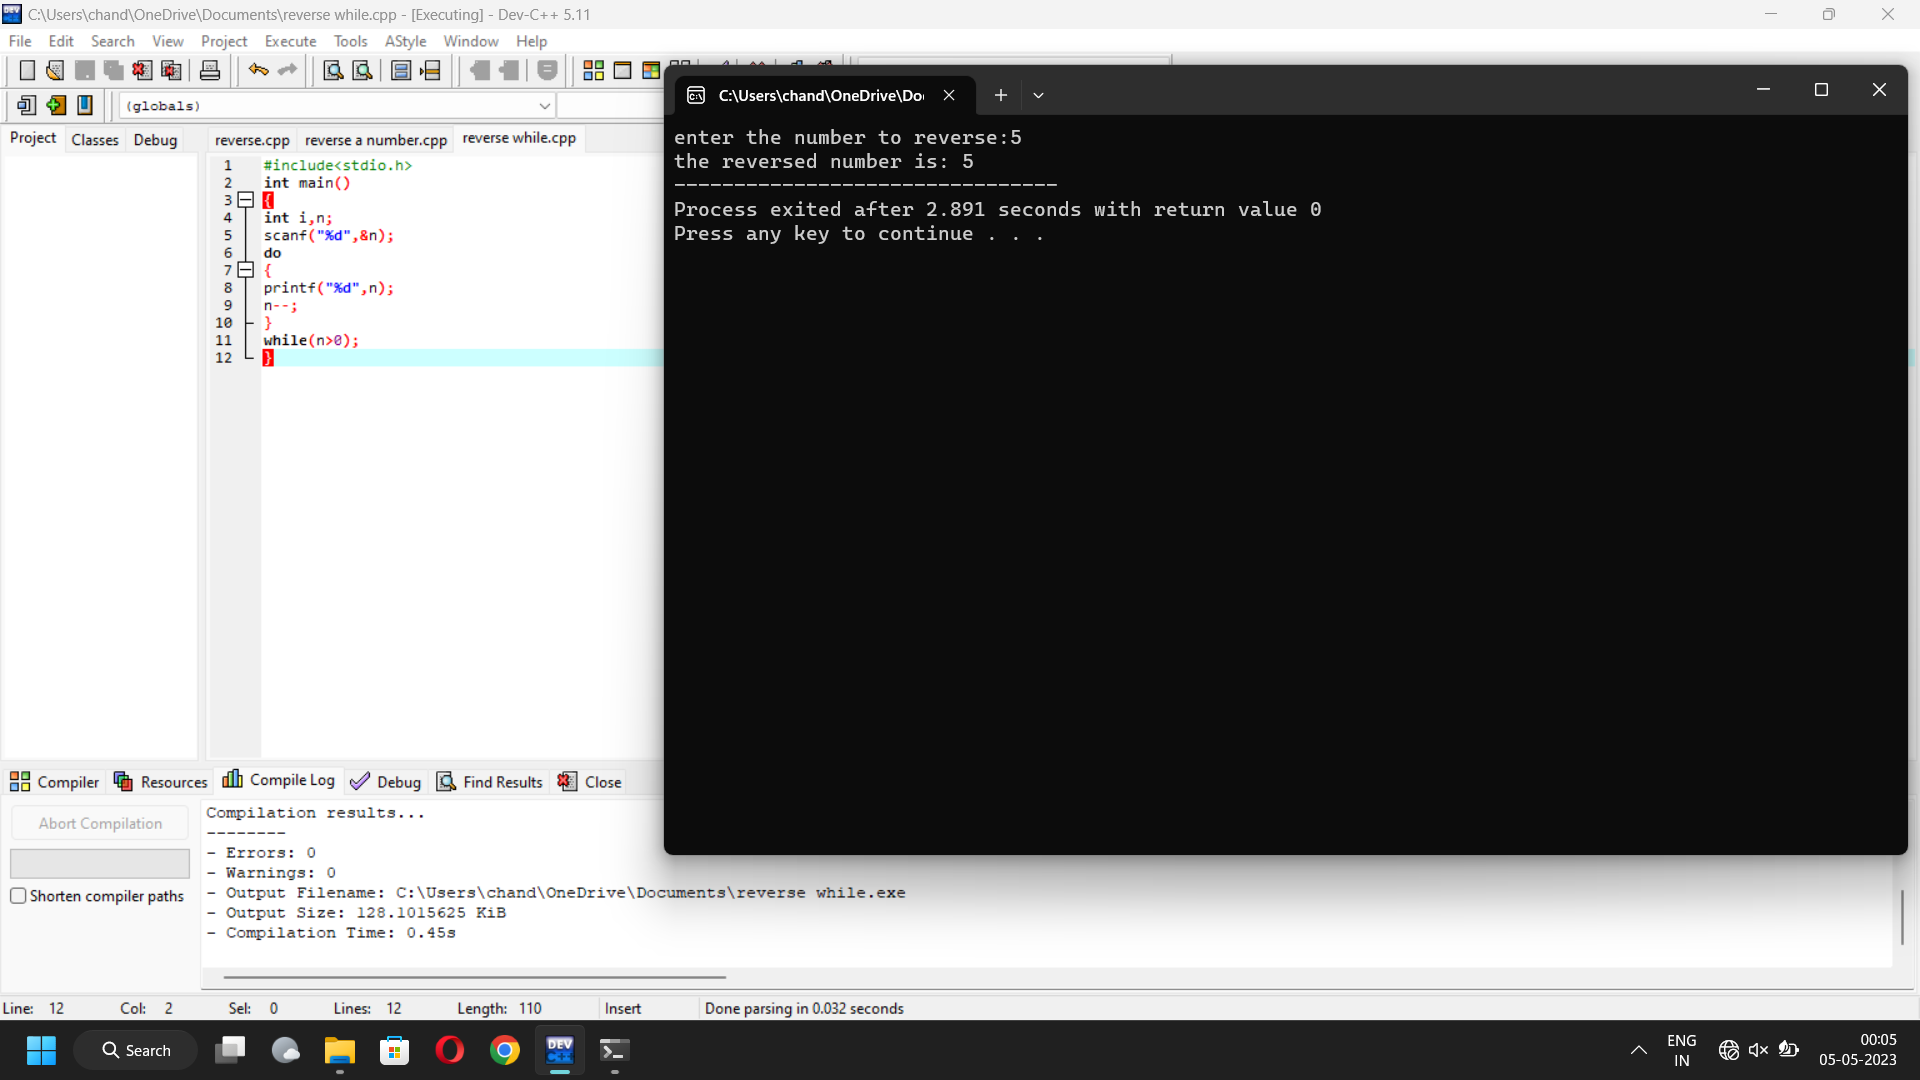 C:\Users\chand\OneDrive\Documents\reverse while.cpp - [Executing] - Dev-C++ 5.11
File Edit Search View Project Execute Tools AStyle Window Help
(globals)
Project Classes Debug
reverse.cpp reverse a number.cpp reverse while.cpp
1 #include<stdio.h>
2 int main()
3 {
4 int i,n;
5 scanf("%d",&n);
6 do
7 {
8 printf("%d",n);
9 n--;
10 }
11 while(n>0);
12 }
C:\Users\chand\OneDrive\Do
enter the number to reverse:5
the reversed number is: 5
--------------------------------
Process exited after 2.891 seconds with return value 0
Press any key to continue . . .
Compiler Resources Compile Log Debug Find Results Close
Abort Compilation
Shorten compiler paths
Compilation results...
--------
- Errors: 0
- Warnings: 0
- Output Filename: C:\Users\chand\OneDrive\Documents\reverse while.exe
- Output Size: 128.1015625 KiB
- Compilation Time: 0.45s
Line: 12 Col: 2 Sel: 0 Lines: 12 Length: 110 Insert Done parsing in 0.032 seconds
Search
DEV C++
ENG
IN
00:05
05-05-2023